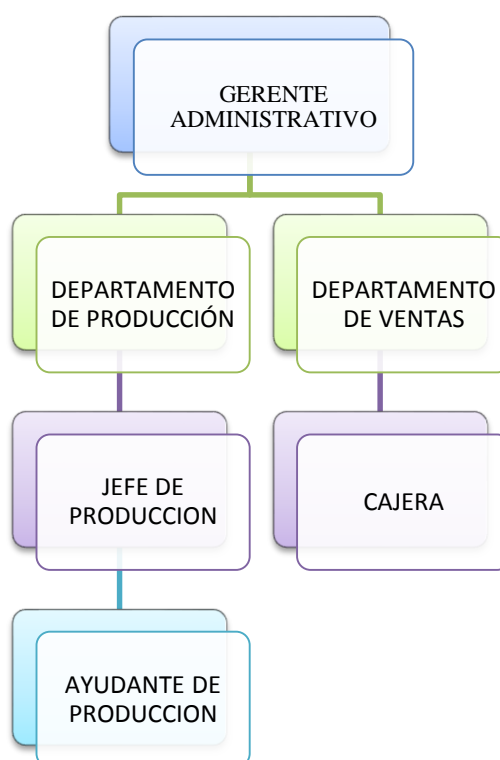 GERENTE
ADMINISTRATIVO
DEPARTAMENTO
DE PRODUCCIÓN
DEPARTAMENTO
DE VENTAS
JEFE DE
PRODUCCION
CAJERA
AYUDANTE DE
PRODUCCION